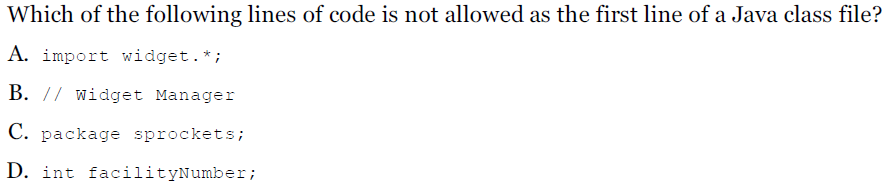 Which of the following lines of code is not allowed as the first line of a Java class file?
A. import widget.*;
B. // Widget Manager
C. package sprockets;
D. int facilityNumber;